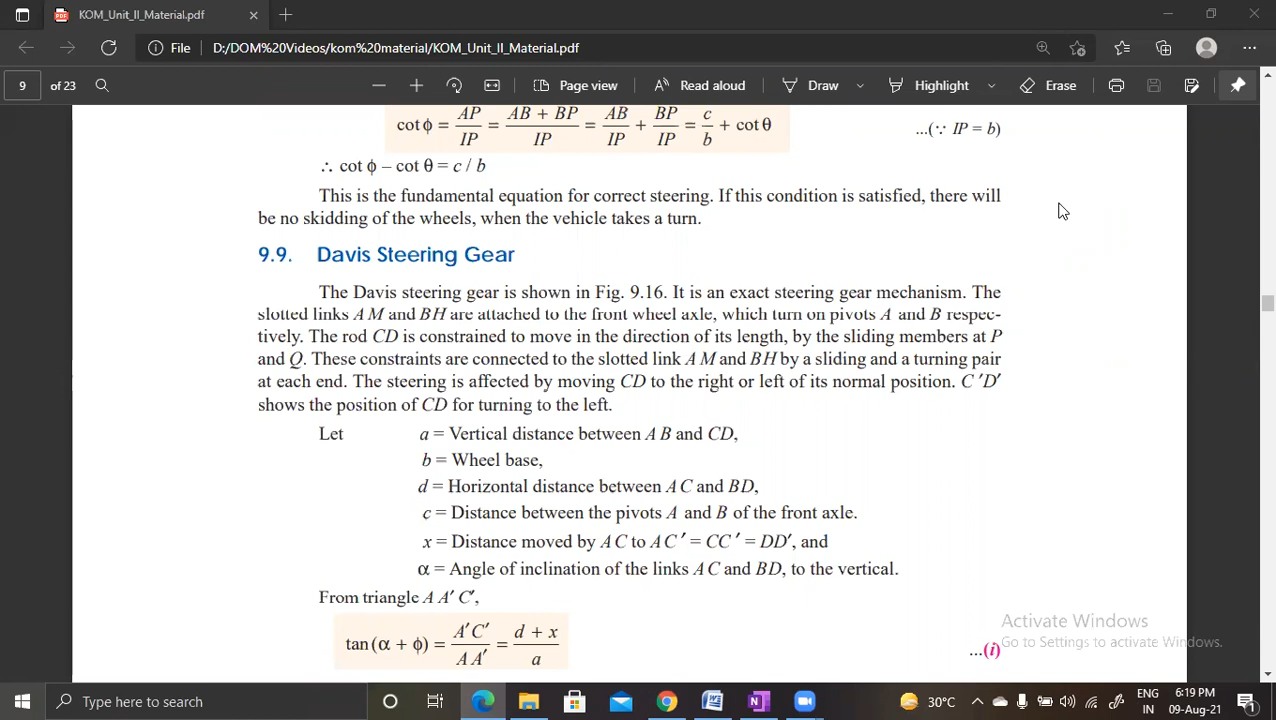 KOM_Unit_II_Material.pdf
File D:/DOM%20Videos/kom%20material/KOM_Unit_II_Material.pdf
9 of 23 Page view Read aloud Draw Highlight Erase
cot ϕ = AP/IP = (AB + BP)/IP = AB/IP + BP/IP = c/b + cot θ ...(∵ IP = b)
∴ cot ϕ – cot θ = c / b
This is the fundamental equation for correct steering. If this condition is satisfied, there will
be no skidding of the wheels, when the vehicle takes a turn.
9.9. Davis Steering Gear
The Davis steering gear is shown in Fig. 9.16. It is an exact steering gear mechanism. The
slotted links AM and BH are attached to the front wheel axle, which turn on pivots A and B respec-
tively. The rod CD is constrained to move in the direction of its length, by the sliding members at P
and Q. These constraints are connected to the slotted link AM and BH by a sliding and a turning pair
at each end. The steering is affected by moving CD to the right or left of its normal position. C′D′
shows the position of CD for turning to the left.
Let a = Vertical distance between AB and CD,
b = Wheel base,
d = Horizontal distance between AC and BD,
c = Distance between the pivots A and B of the front axle.
x = Distance moved by AC to AC′ = CC′ = DD′, and
α = Angle of inclination of the links AC and BD, to the vertical.
From triangle A A′ C′,
tan (α + ϕ) = A′C′/AA′ = (d + x)/a ...(i)
Activate Windows
Go to Settings to activate Windows.
Type here to search 30°C ENG IN 6:19 PM 09-Aug-21 1